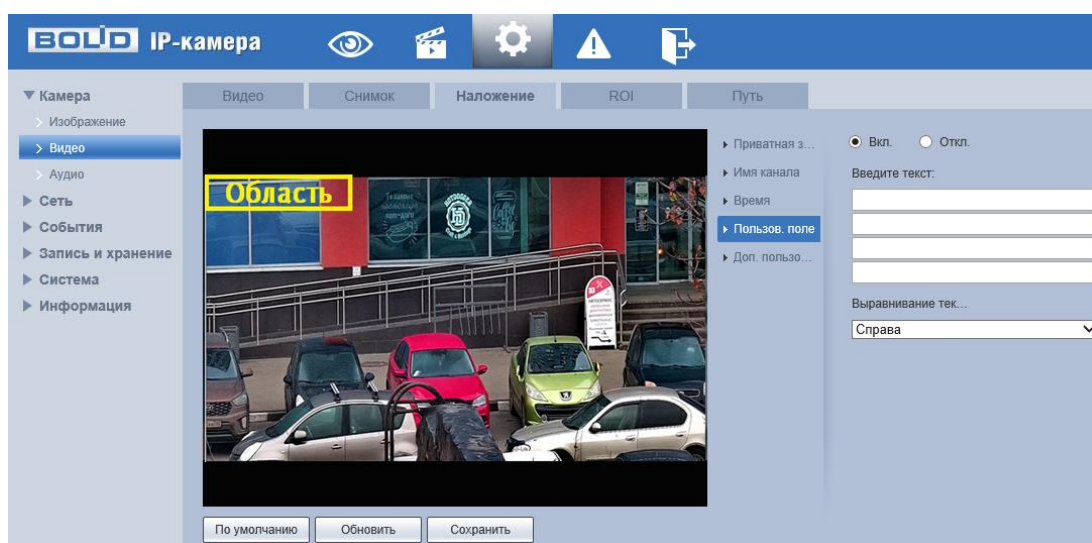 BOLID IP-камера
Камера
Изображение
Видео
Аудио
Сеть
События
Запись и хранение
Система
Информация
Видео
Снимок
Наложение
ROI
Путь
Область
Приватная з...
Имя канала
Время
Пользов. поле
Доп. пользо...
Вкл.
Откл.
Введите текст:
Выравнивание тек...
Справа
По умолчанию
Обновить
Сохранить